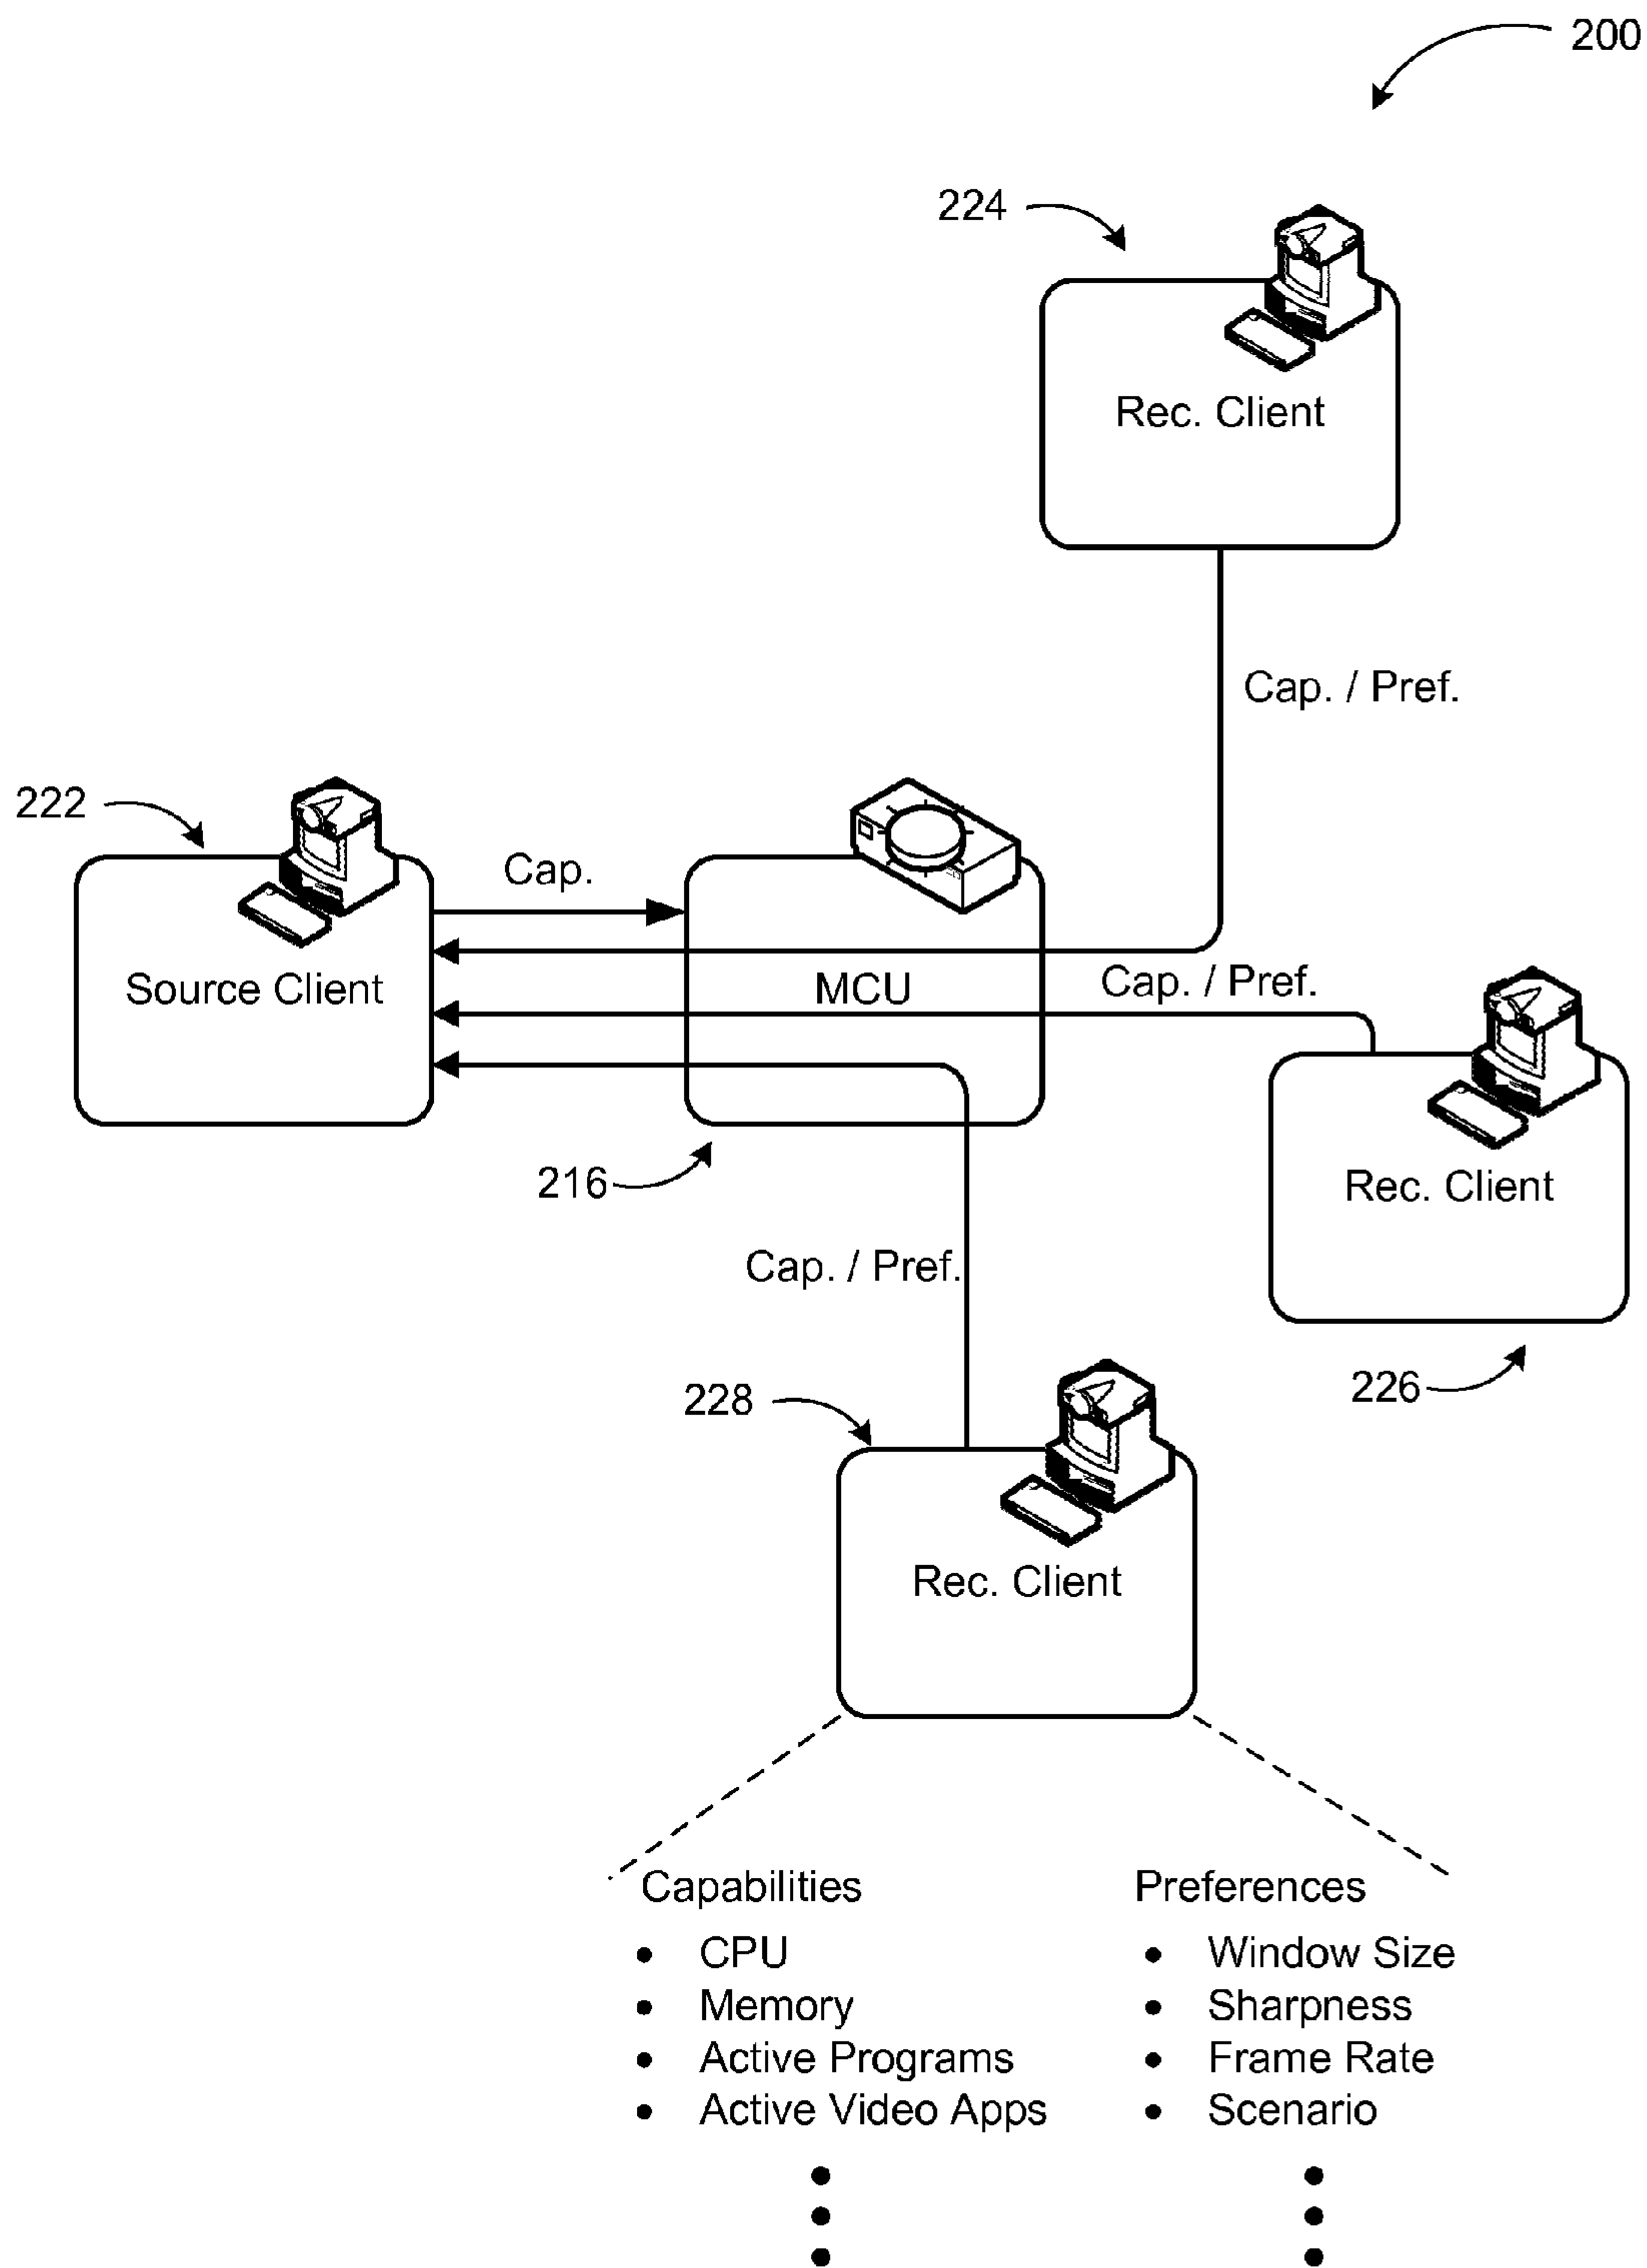 200
224
Rec. Client
Cap. / Pref.
222
Cap.
Source Client
MCU
Cap. / Pref.
216
Rec. Client
Cap. / Pref.
226
228
Rec. Client
Capabilities
• CPU
• Memory
• Active Programs
• Active Video Apps
Preferences
• Window Size
• Sharpness
• Frame Rate
• Scenario